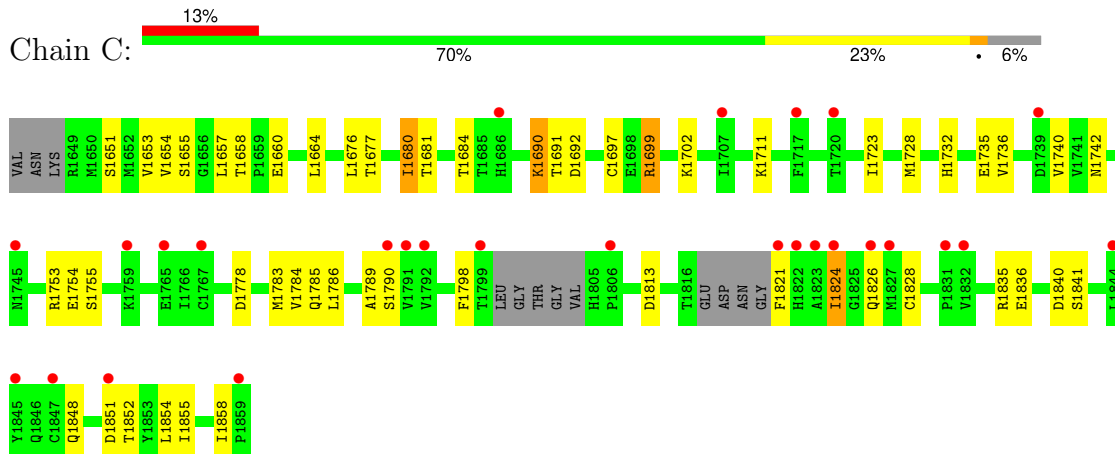 13%
Chain C:
70% 23% • 6%
VAL ASN LYS R1649 M1650 S1651 M1652 V1653 V1654 S1655 G1656 L1657 T1658 P1659 E1660 L1664 L1676 T1677 I1680 T1681 T1684 T1685 H1686 K1690 T1691 D1692 C1697 E1698 R1699 K1702 I1707 K1711 F1717 T1720 I1723 M1728 H1732 E1735 V1736 D1739 V1740 V1741 N1742
N1745 R1753 E1754 S1755 K1759 E1765 I1766 C1767 D1778 M1783 V1784 Q1785 L1786 A1789 S1790 V1791 V1792 F1798 T1799 LEU GLY THR GLY VAL H1805 P1806 D1813 T1816 GLU ASP ASN GLY F1821 H1822 A1823 I1824 G1825 Q1826 M1827 C1828 P1831 V1832 R1835 E1836 D1840 S1841
Y1845 Q1846 C1847 Q1848 D1851 T1852 Y1853 L1854 I1855 I1858 P1859